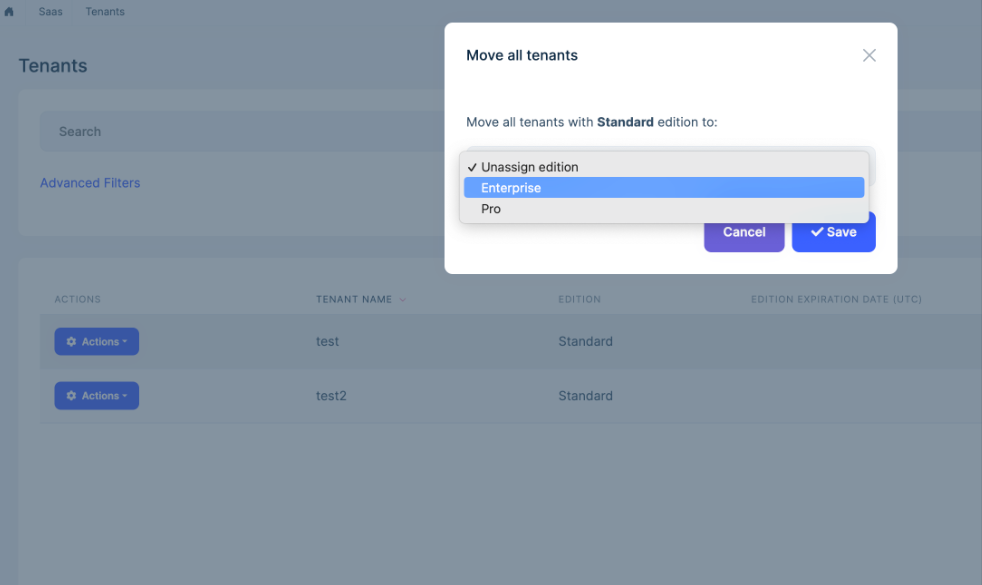 Saas Tenants
Tenants
Search
Advanced Filters
Move all tenants
Move all tenants with Standard edition to:
✓ Unassign edition
Enterprise
Pro
Cancel ✓ Save
ACTIONS TENANT NAME EDITION EDITION EXPIRATION DATE (UTC)
Actions test Standard
Actions test2 Standard